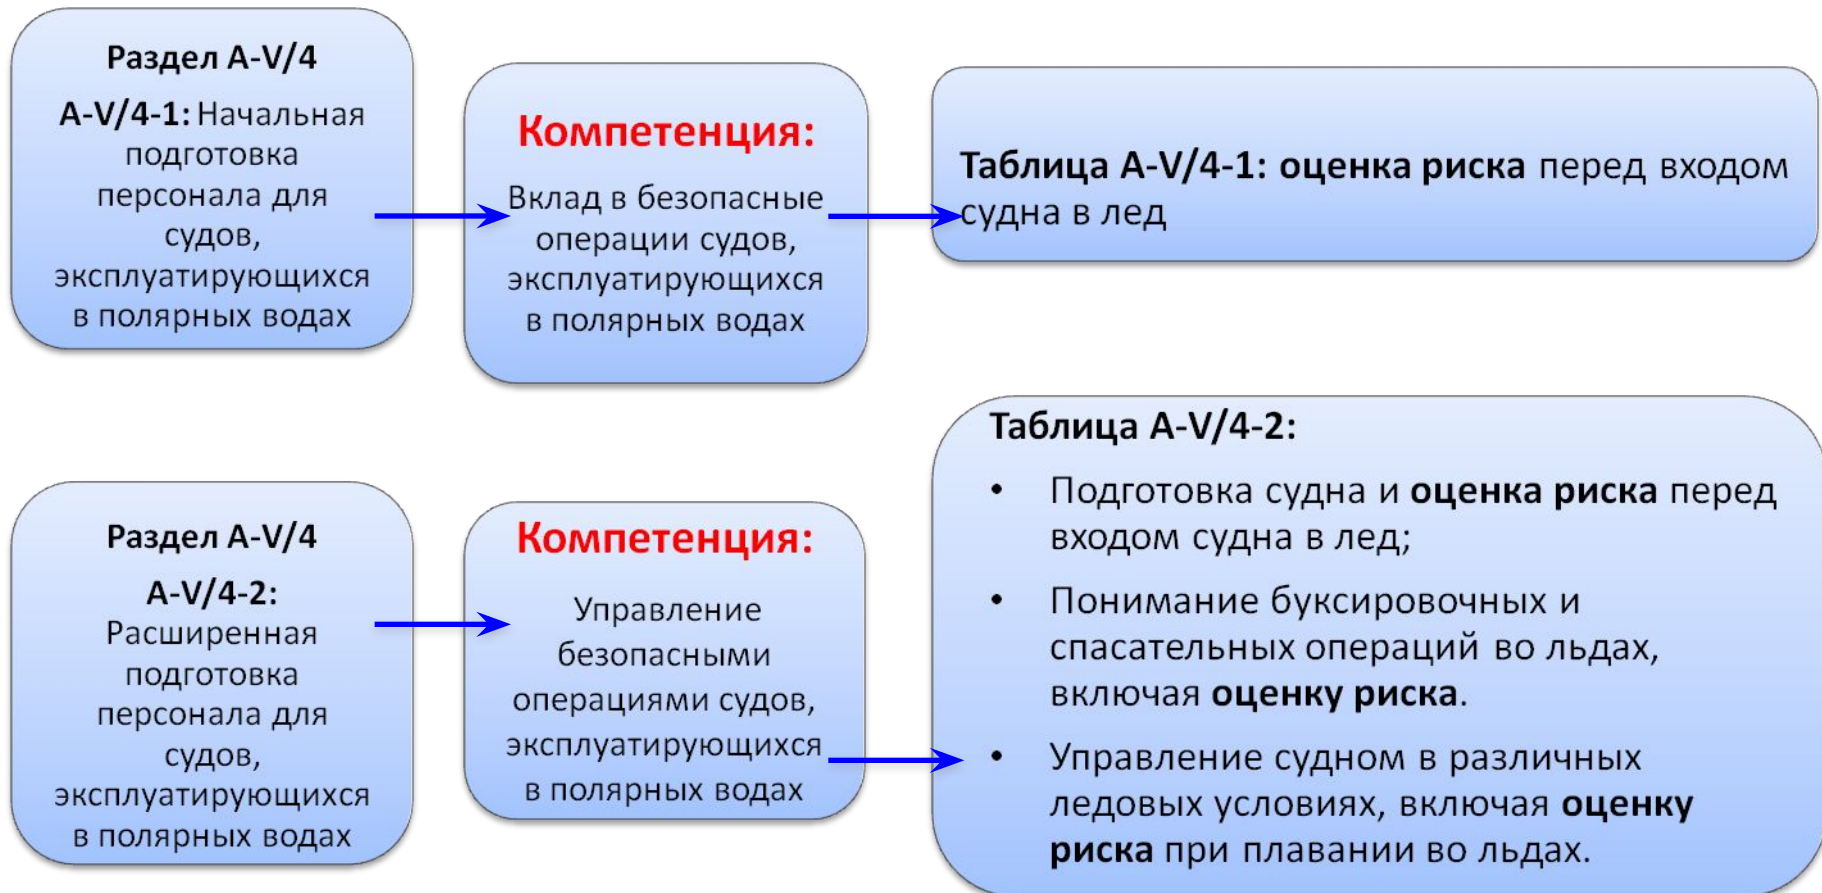 Раздел A-V/4
A-V/4-1: Начальная
подготовка
персонала для
судов,
эксплуатирующихся
в полярных водах
Компетенция:
Вклад в безопасные
операции судов,
эксплуатирующихся
в полярных водах
Таблица A-V/4-1: оценка риска перед входом
судна в лед
Раздел A-V/4
A-V/4-2:
Расширенная
подготовка
персонала для
судов,
эксплуатирующихся
в полярных водах
Компетенция:
Управление
безопасными
операциями судов,
эксплуатирующихся
в полярных водах
Таблица A-V/4-2:
• Подготовка судна и оценка риска перед
входом судна в лед;
• Понимание буксировочных и
спасательных операций во льдах,
включая оценку риска.
• Управление судном в различных
ледовых условиях, включая оценку
риска при плавании во льдах.